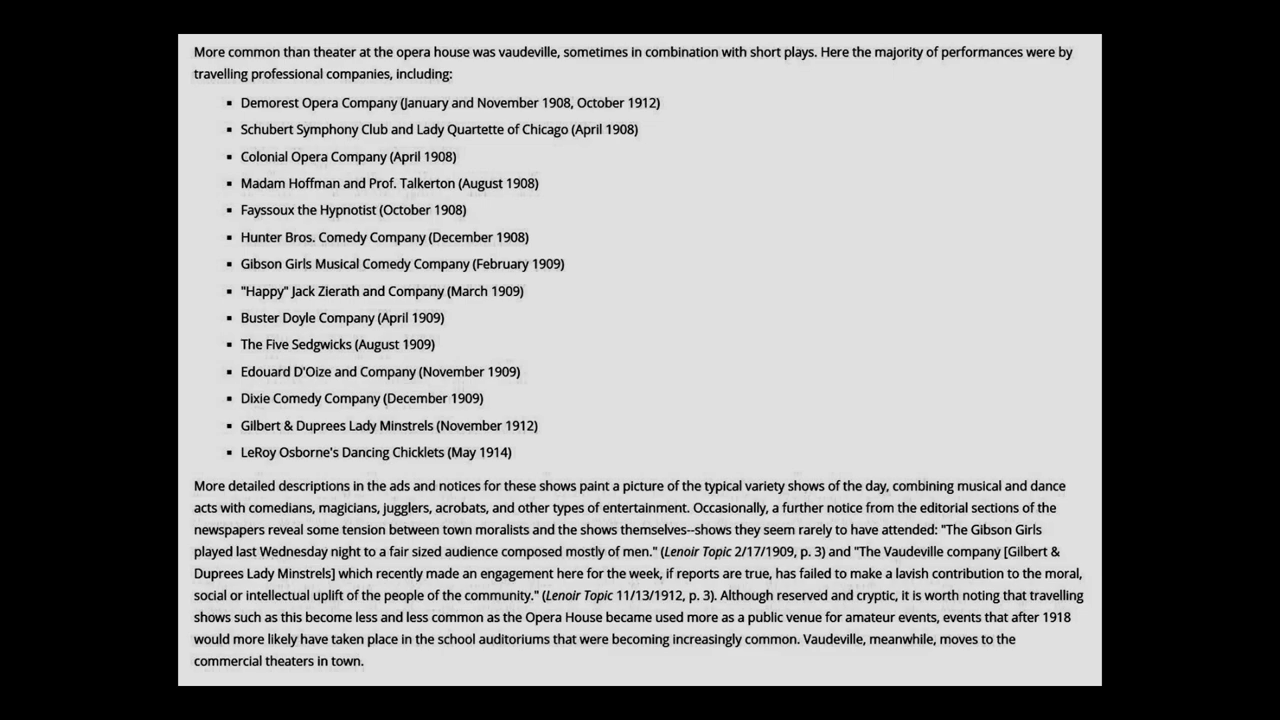 More common than theater at the opera house was vaudeville, sometimes in combination with short plays. Here the majority of performances were by
travelling professional companies, including:
▪ Demorest Opera Company (January and November 1908, October 1912)
▪ Schubert Symphony Club and Lady Quartette of Chicago (April 1908)
▪ Colonial Opera Company (April 1908)
▪ Madam Hoffman and Prof. Talkerton (August 1908)
▪ Fayssoux the Hypnotist (October 1908)
▪ Hunter Bros. Comedy Company (December 1908)
▪ Gibson Girls Musical Comedy Company (February 1909)
▪ "Happy" Jack Zierath and Company (March 1909)
▪ Buster Doyle Company (April 1909)
▪ The Five Sedgwicks (August 1909)
▪ Edouard D'Oize and Company (November 1909)
▪ Dixie Comedy Company (December 1909)
▪ Gilbert & Duprees Lady Minstrels (November 1912)
▪ LeRoy Osborne's Dancing Chicklets (May 1914)
More detailed descriptions in the ads and notices for these shows paint a picture of the typical variety shows of the day, combining musical and dance
acts with comedians, magicians, jugglers, acrobats, and other types of entertainment. Occasionally, a further notice from the editorial sections of the
newspapers reveal some tension between town moralists and the shows themselves--shows they seem rarely to have attended: "The Gibson Girls
played last Wednesday night to a fair sized audience composed mostly of men." (Lenoir Topic 2/17/1909, p. 3) and "The Vaudeville company [Gilbert &
Duprees Lady Minstrels] which recently made an engagement here for the week, if reports are true, has failed to make a lavish contribution to the moral,
social or intellectual uplift of the people of the community." (Lenoir Topic 11/13/1912, p. 3). Although reserved and cryptic, it is worth noting that travelling
shows such as this become less and less common as the Opera House became used more as a public venue for amateur events, events that after 1918
would more likely have taken place in the school auditoriums that were becoming increasingly common. Vaudeville, meanwhile, moves to the
commercial theaters in town.